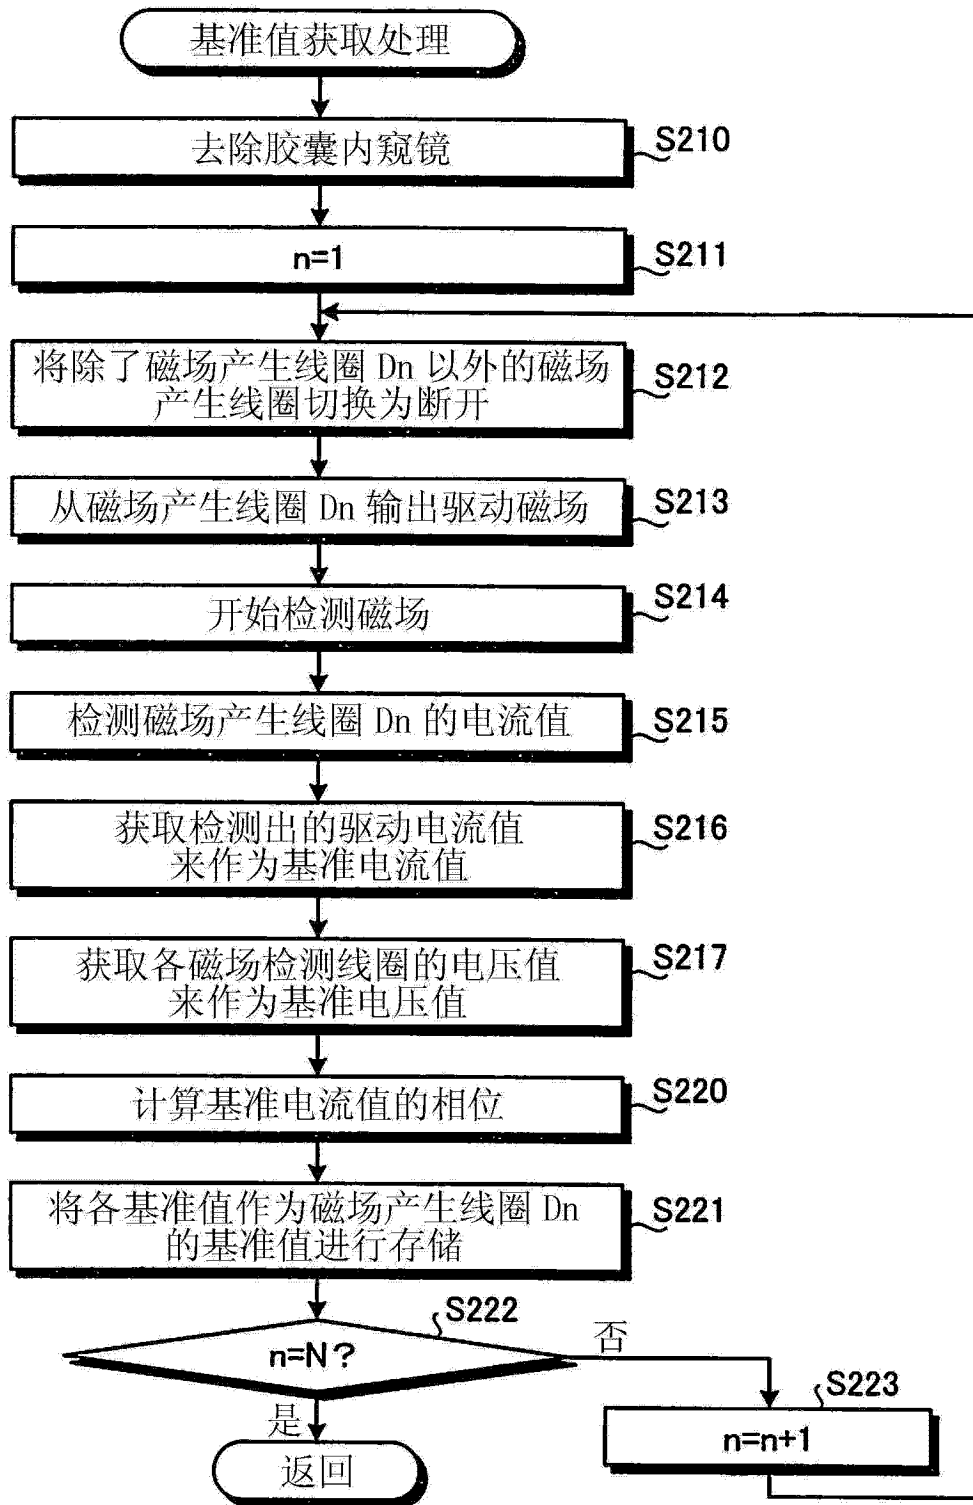 基准值获取处理
去除胶囊内窥镜
S210
n=1
S211
将除了磁场产生线圈 Dn 以外的磁场
产生线圈切换为断开
S212
从磁场产生线圈 Dn 输出驱动磁场
S213
开始检测磁场
S214
检测磁场产生线圈 Dn 的电流值
S215
获取检测出的驱动电流值
来作为基准电流值
S216
获取各磁场检测线圈的电压值
来作为基准电压值
S217
计算基准电流值的相位
S220
将各基准值作为磁场产生线圈 Dn
的基准值进行存储
S221
S222
n=N?
否
是
S223
n=n+1
返回